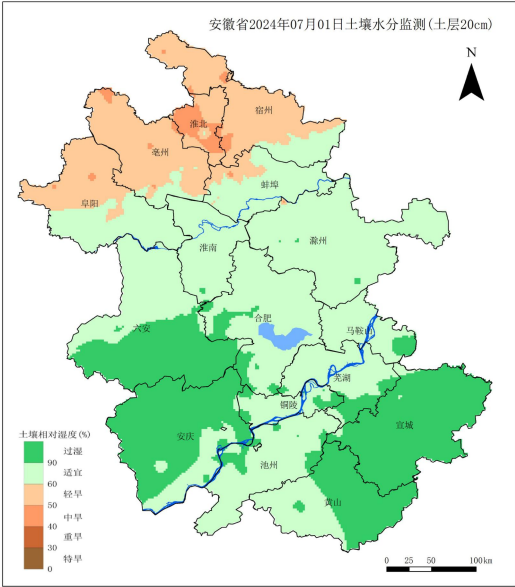 安徽省2024年07月01日土壤水分监测(土层20cm)
N
宿州
淮北
亳州
蚌埠
阜阳
淮南
滁州
合肥
六安
马鞍山
芜湖
铜陵
宣城
安庆
池州
黄山
土壤相对湿度(%)
过湿
90
适宜
60
轻旱
50
中旱
40
重旱
30
特旱
0
0 50 100km